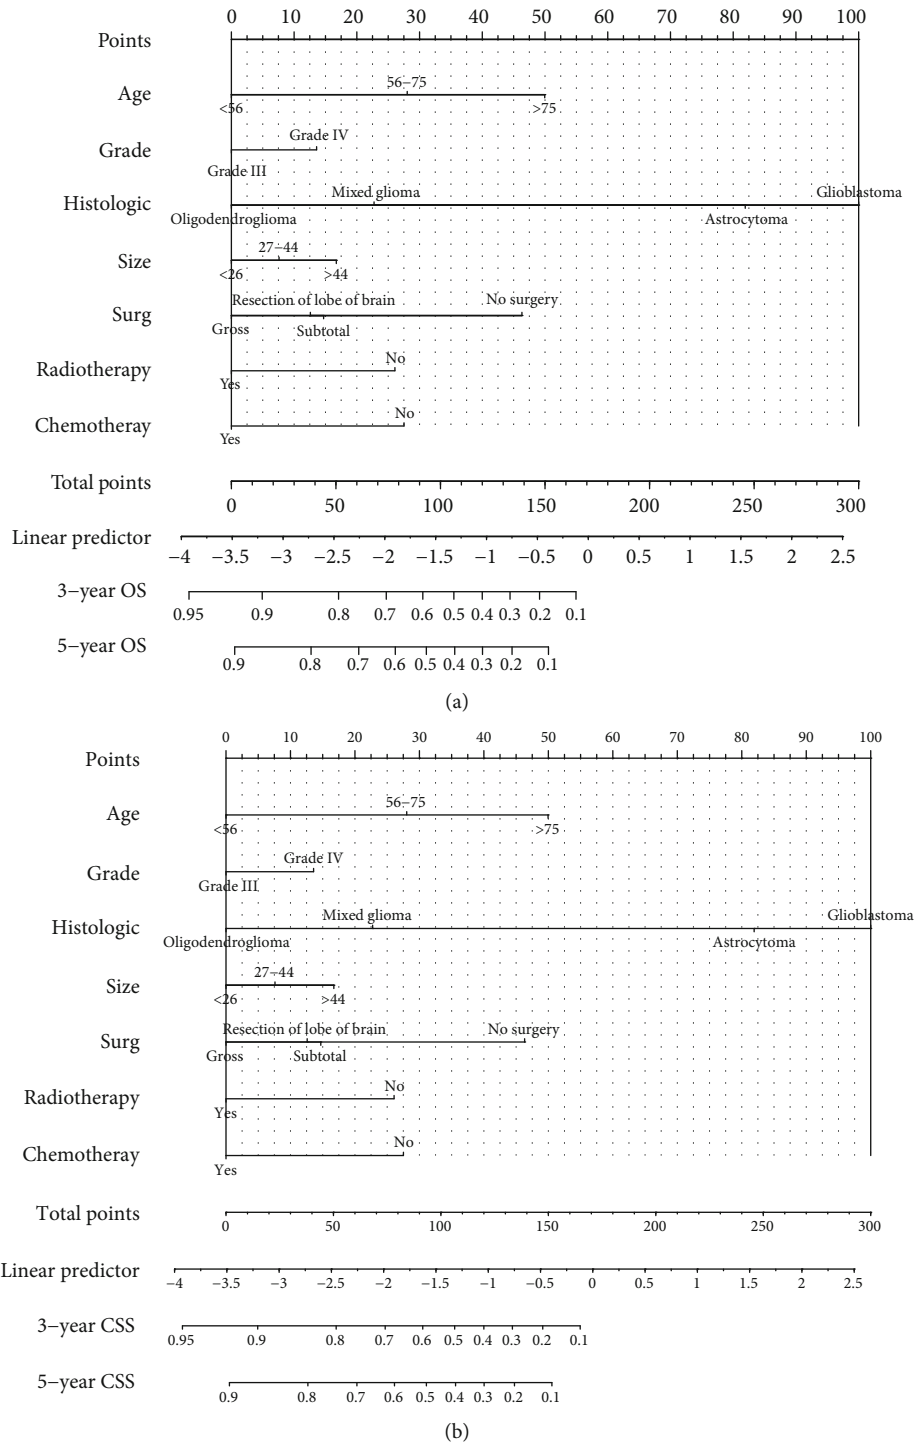 0 10 20 30 40 50 60 70 80 90 100
Points
56−75
Age
<56 >75
Grade IV
Grade
Grade III
Mixed glioma Glioblastoma
Histologic
Oligodendroglioma Astrocytoma
27−44
Size
<26 >44
Resection of lobe of brain No surgery
Surg
Gross Subtotal
No
Radiotherapy
Yes
No
Chemotheray
Yes
Total points
0 50 100 150 200 250 300
Linear predictor
−4 −3.5 −3 −2.5 −2 −1.5 −1 −0.5 0 0.5 1 1.5 2 2.5
3−year OS
0.95 0.9 0.8 0.7 0.6 0.5 0.4 0.3 0.2 0.1
5−year OS
0.9 0.8 0.7 0.6 0.5 0.4 0.3 0.2 0.1
(a)
0 10 20 30 40 50 60 70 80 90 100
Points
56−75
Age
<56 >75
Grade IV
Grade
Grade III
Mixed glioma Glioblastoma
Histologic
Oligodendroglioma Astrocytoma
27−44
Size
<26 >44
Resection of lobe of brain No surgery
Surg
Gross Subtotal
No
Radiotherapy
Yes
No
Chemotheray
Yes
Total points
0 50 100 150 200 250 300
Linear predictor
−4 −3.5 −3 −2.5 −2 −1.5 −1 −0.5 0 0.5 1 1.5 2 2.5
3−year CSS
0.95 0.9 0.8 0.7 0.6 0.5 0.4 0.3 0.2 0.1
5−year CSS
0.9 0.8 0.7 0.6 0.5 0.4 0.3 0.2 0.1
(b)